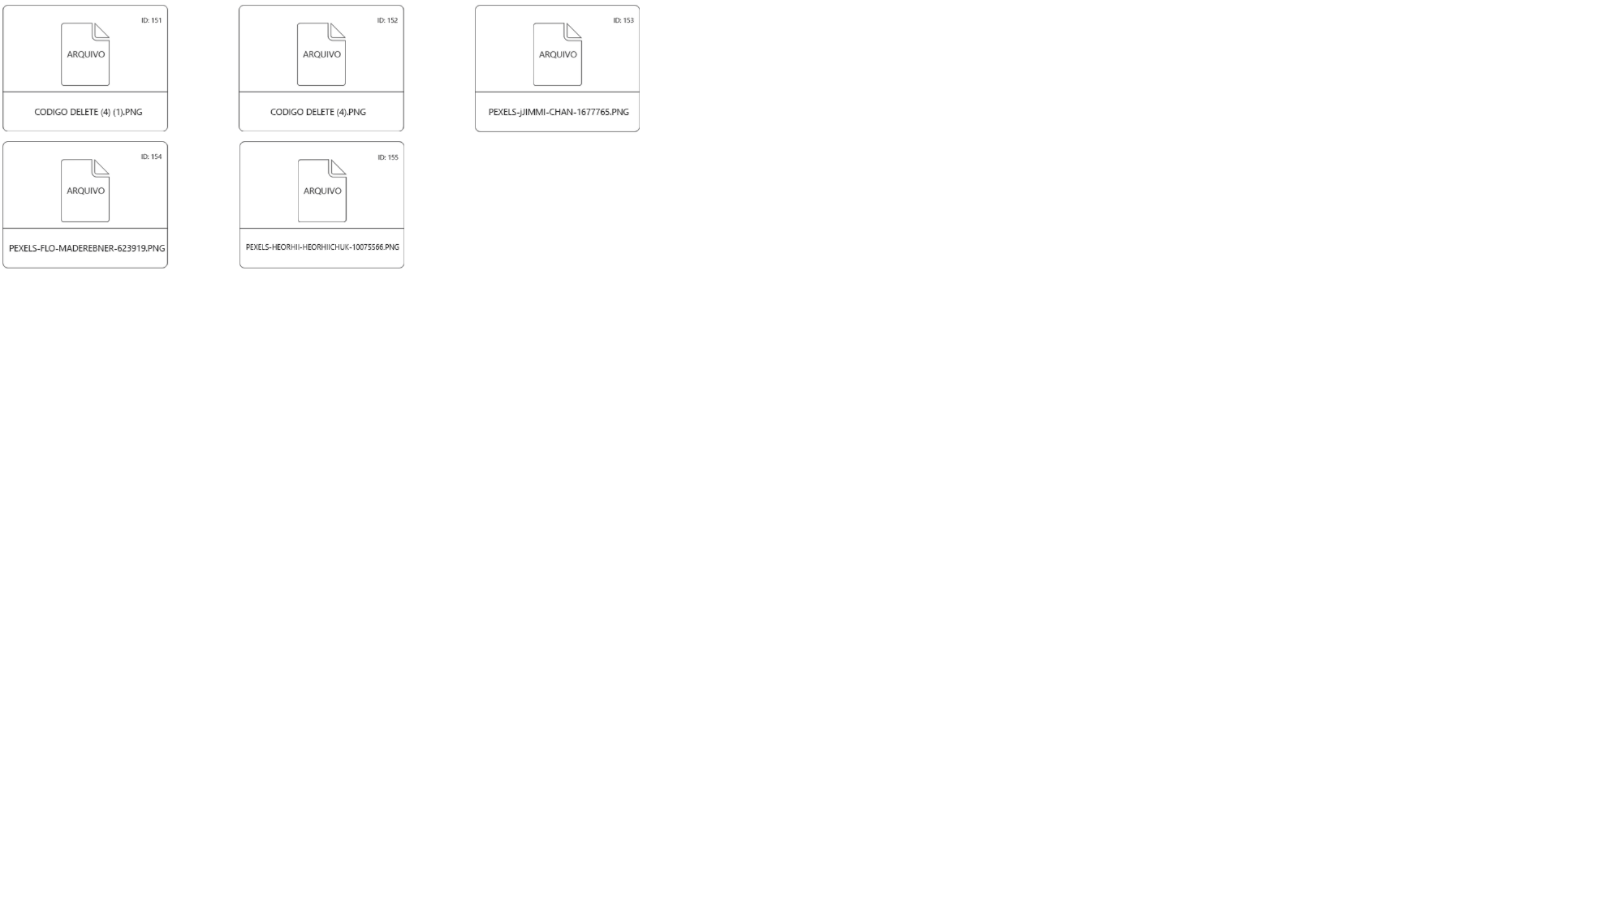 ID: 151
ARQUIVO
CODIGO DELETE (4) (1).PNG
ID: 152
ARQUIVO
CODIGO DELETE (4).PNG
ID: 153
ARQUIVO
PEXELS-JJIMMI-CHAN-1677765.PNG
ID: 154
ARQUIVO
PEXELS-FLO-MADEREBNER-623919.PNG
ID: 155
ARQUIVO
PEXELS-HEORHII-HEORHIICHUK-10075566.PNG